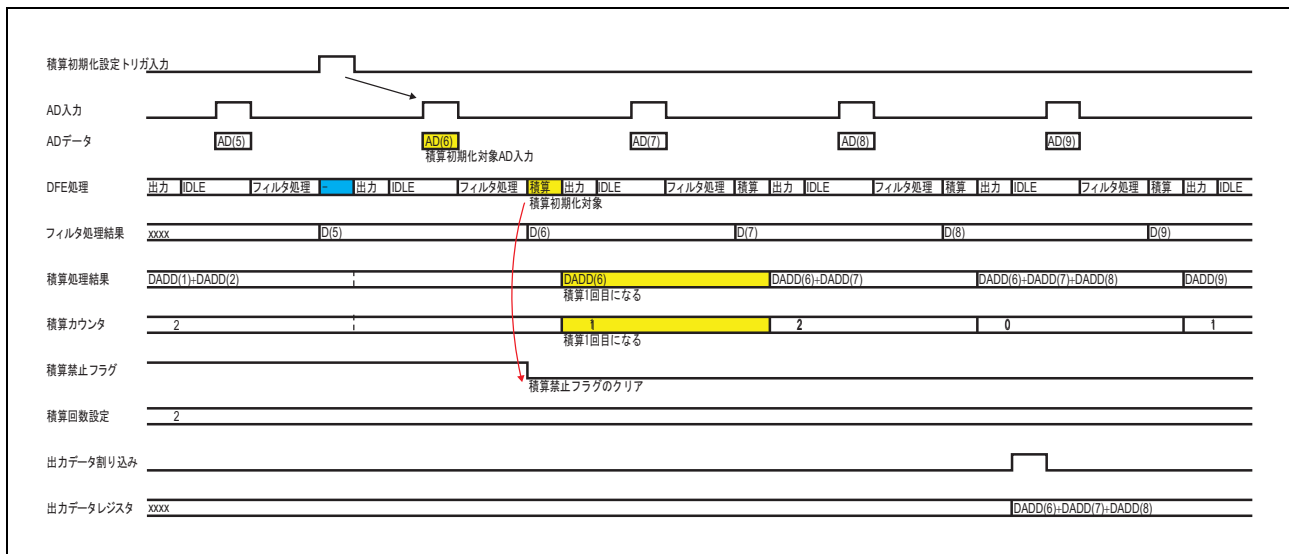 積算初期化設定トリガ入力
AD入力
ADデータ AD(5) AD(6) AD(7) AD(8) AD(9)
積算初期化対象AD入力
DFE処理 出力 IDLE フィルタ処理 - 出力 IDLE フィルタ処理 積算 出力 IDLE フィルタ処理 積算 出力 IDLE フィルタ処理 積算 出力 IDLE フィルタ処理 積算 出力 IDLE
積算初期化対象
フィルタ処理結果 xxxx D(5) D(6) D(7) D(8) D(9)
積算処理結果 DADD(1)+DADD(2) DADD(6) DADD(6)+DADD(7) DADD(6)+DADD(7)+DADD(8) DADD(9)
積算1回目になる
積算カウンタ 2 1 2 0 1
積算1回目になる
積算禁止フラグ
積算禁止フラグのクリア
積算回数設定 2
出力データ割り込み
出力データレジスタ xxxx DADD(6)+DADD(7)+DADD(8)